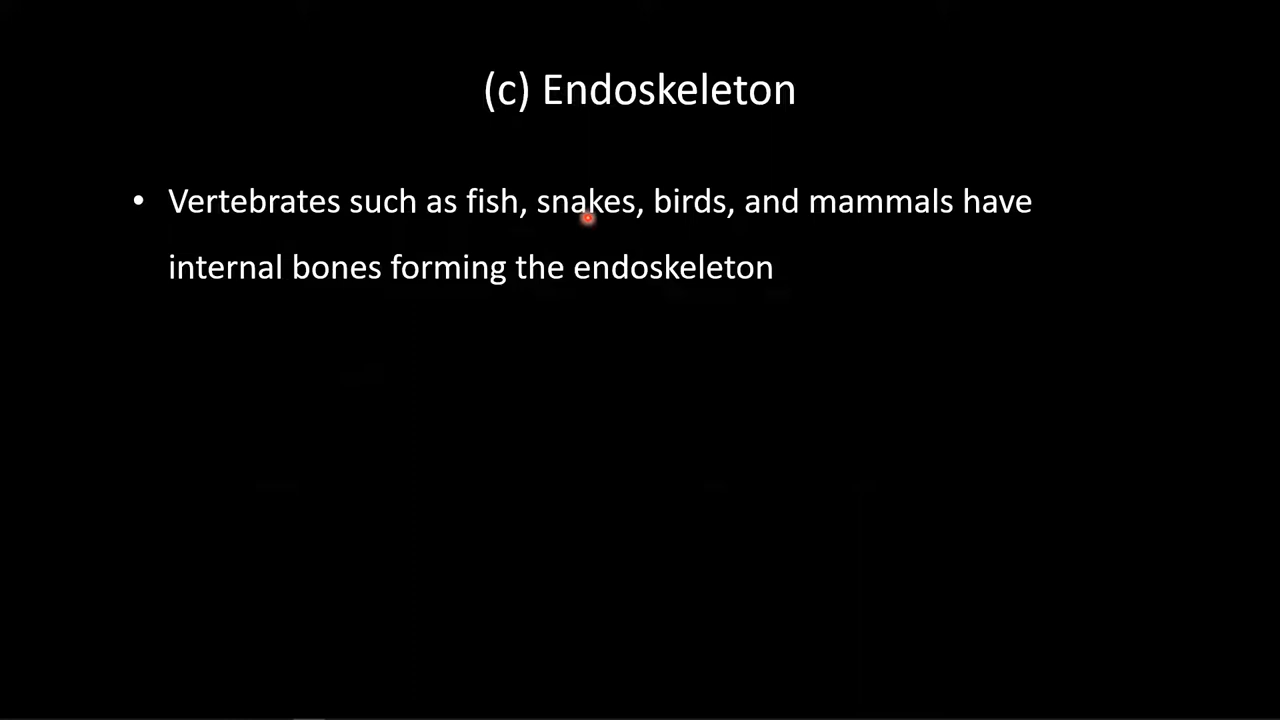 (c) Endoskeleton
• Vertebrates such as fish, snakes, birds, and mammals have
internal bones forming the endoskeleton